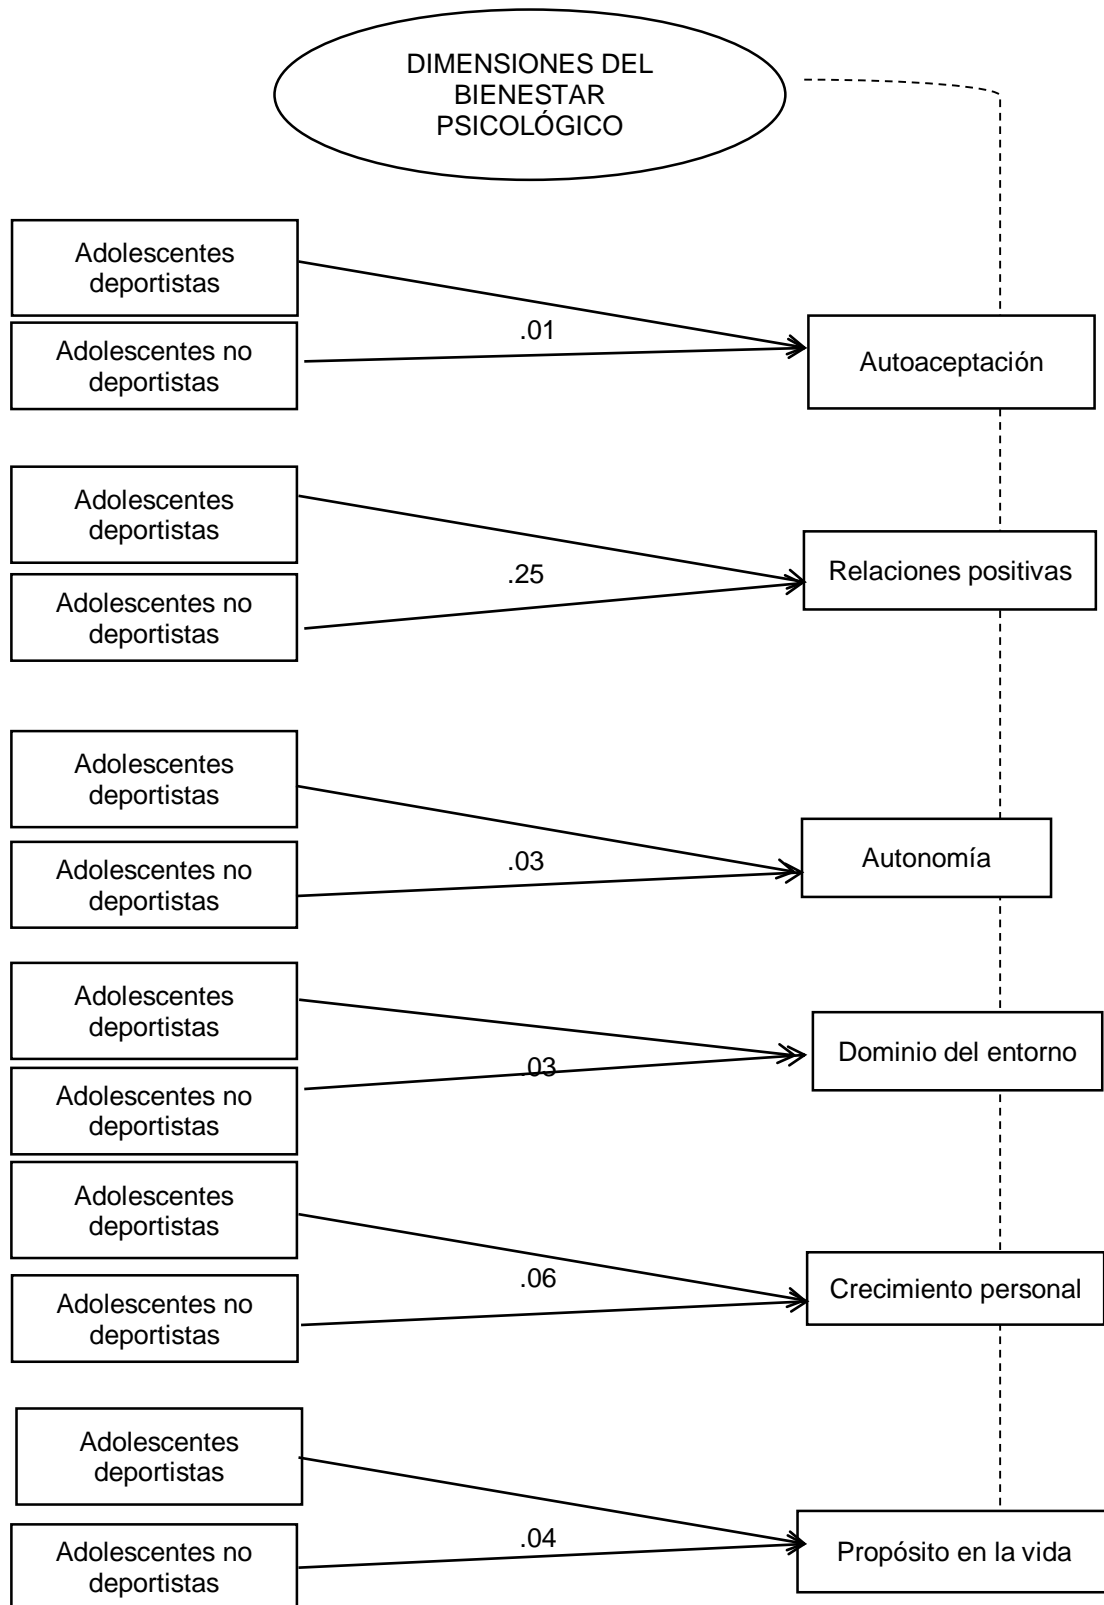 DIMENSIONES DEL
BIENESTAR
PSICOLÓGICO
Adolescentes
deportistas
Adolescentes no
deportistas
.01
Autoaceptación
Adolescentes
deportistas
Adolescentes no
deportistas
.25
Relaciones positivas
Adolescentes
deportistas
Adolescentes no
deportistas
.03
Autonomía
Adolescentes
deportistas
Adolescentes no
deportistas
.03
Dominio del entorno
Adolescentes
deportistas
Adolescentes no
deportistas
.06
Crecimiento personal
Adolescentes
deportistas
Adolescentes no
deportistas
.04
Propósito en la vida